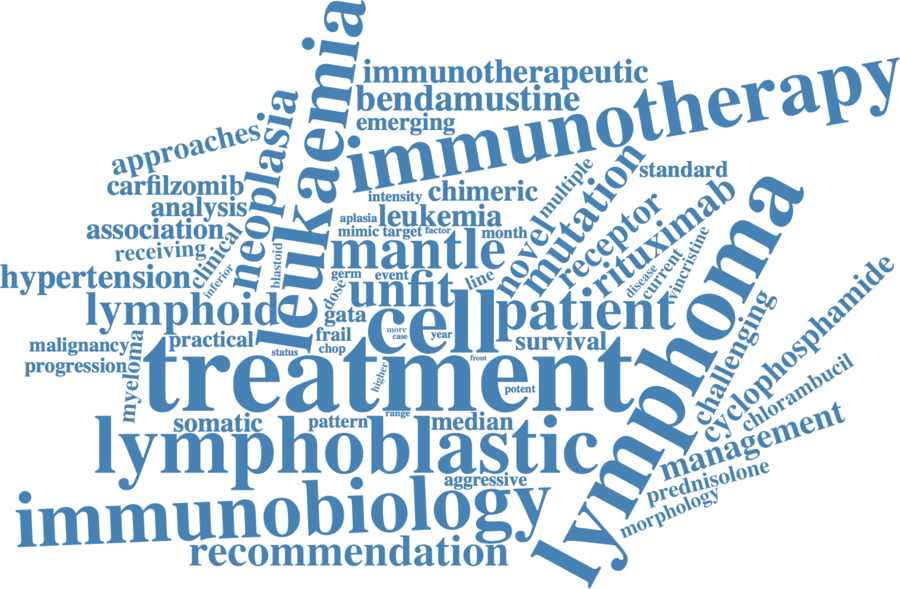 leukaemia
immunotherapeutic
immunotherapy
bendamustine
emerging
neoplasia
approaches
carfilzomib
analysis
association
receiving
clinical
inferior
hypertension
blastoid
intensity
chimeric
aplasia
leukemia
mimic
target
factor
month
mantle
multiple
novel
mutation
standard
receptor
rituximab
disease
current
vincristine
germ
event
line
dose
unfit
gata
lymphoid
cell
patient
lymphoma
frail
chop
more
case
year
survival
malignancy
progression
myeloma
practical
status
treatment
front
higher
potent
range
challenging
cyclophosphamide
chlorambucil
management
prednisolone
morphology
somatic
pattern
median
lymphoblastic
aggressive
immunobiology
recommendation